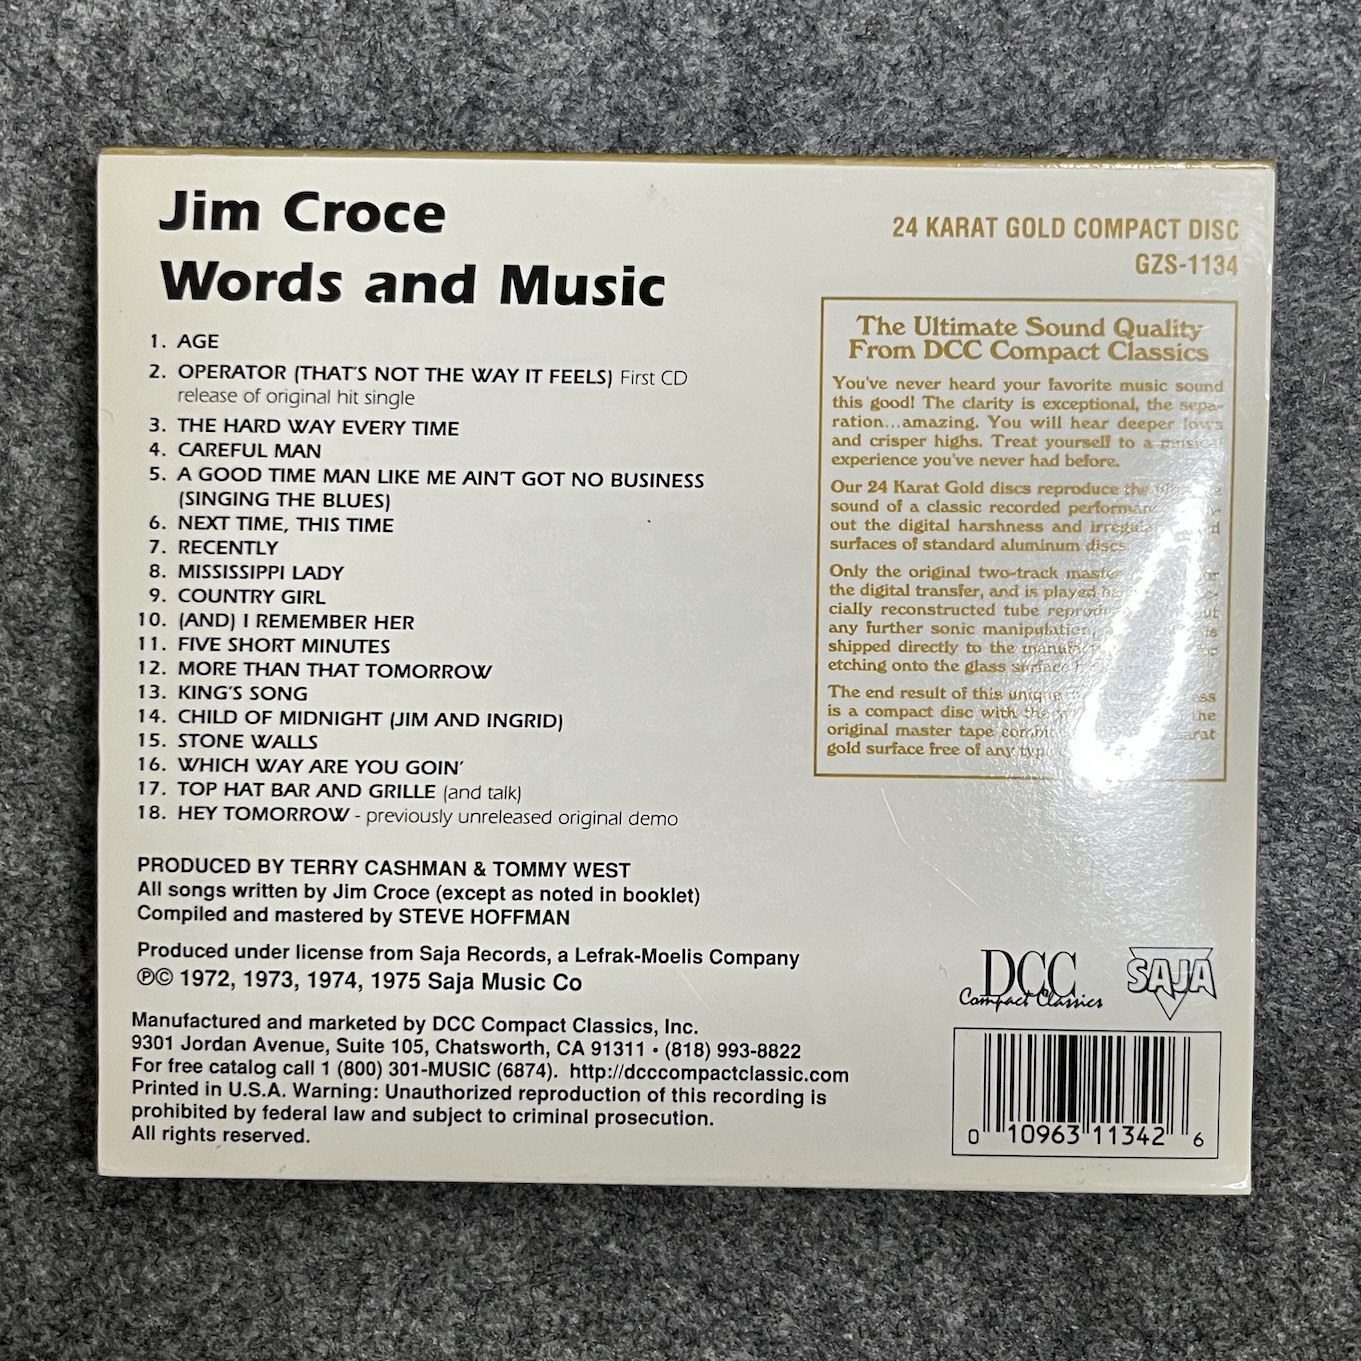 Jim Croce
Words and Music
1. AGE
2. OPERATOR (THAT'S NOT THE WAY IT FEELS) First CD
release of original hit single
3. THE HARD WAY EVERY TIME
4. CAREFUL MAN
5. A GOOD TIME MAN LIKE ME AIN'T GOT NO BUSINESS
(SINGING THE BLUES)
6. NEXT TIME, THIS TIME
7. RECENTLY
8. MISSISSIPPI LADY
9. COUNTRY GIRL
10. (AND) I REMEMBER HER
11. FIVE SHORT MINUTES
12. MORE THAN THAT TOMORROW
13. KING'S SONG
14. CHILD OF MIDNIGHT (JIM AND INGRID)
15. STONE WALLS
16. WHICH WAY ARE YOU GOIN'
17. TOP HAT BAR AND GRILLE (and talk)
18. HEY TOMORROW - previously unreleased original demo
PRODUCED BY TERRY CASHMAN & TOMMY WEST
All songs written by Jim Croce (except as noted in booklet)
Compiled and mastered by STEVE HOFFMAN
Produced under license from Saja Records, a Lefrak-Moelis Company
℗© 1972, 1973, 1974, 1975 Saja Music Co
Manufactured and marketed by DCC Compact Classics, Inc.
9301 Jordan Avenue, Suite 105, Chatsworth, CA 91311 • (818) 993-8822
For free catalog call 1 (800) 301-MUSIC (6874). http://dcccompactclassic.com
Printed in U.S.A. Warning: Unauthorized reproduction of this recording is
prohibited by federal law and subject to criminal prosecution.
All rights reserved.
24 KARAT GOLD COMPACT DISC
GZS-1134
The Ultimate Sound Quality
From DCC Compact Classics
You've never heard your favorite music sound
this good! The clarity is exceptional, the sepa-
ration...amazing. You will hear deeper lows
and crisper highs. Treat yourself to a musical
experience you've never had before.
Our 24 Karat Gold discs reproduce the
sound of a classic recorded
out the digital harshness and
surfaces of standard aluminum discs
Only the original two-track
the digital transfer, and is played
cially reconstructed tube
any further sonic manipulation,
shipped directly to the
etching onto the glass surface
The end result of this unique
is a compact disc with the the
original master tape
gold surface free of any
DCC
Compact Classics
SAJA
0 10963 11342 6